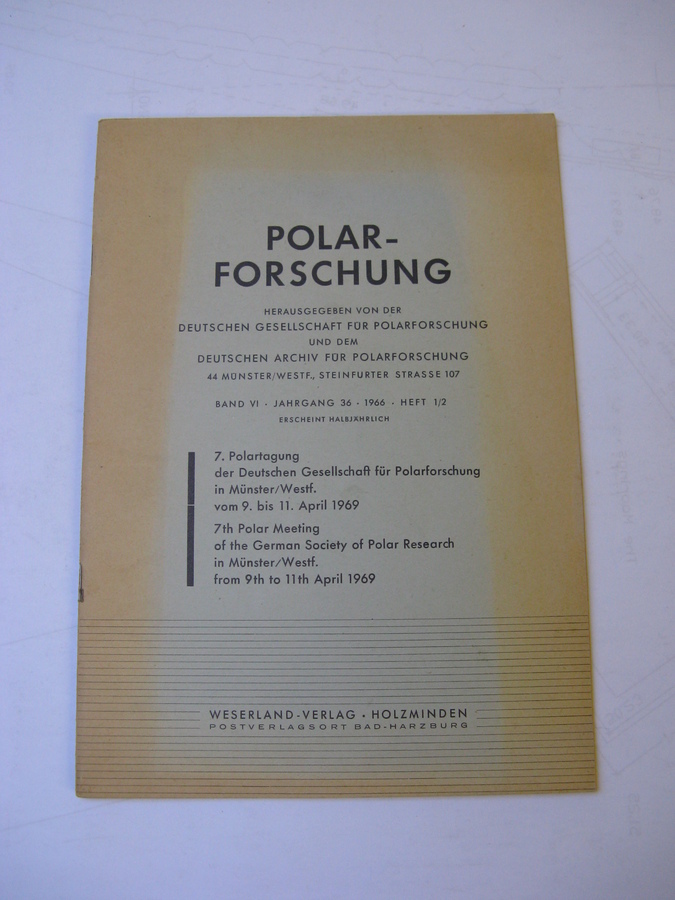 POLAR-
FORSCHUNG
HERAUSGEGEBEN VON DER
DEUTSCHEN GESELLSCHAFT FÜR POLARFORSCHUNG
UND DEM
DEUTSCHEN ARCHIV FÜR POLARFORSCHUNG
44 MÜNSTER/WESTF., STEINFURTER STRASSE 107
BAND VI · JAHRGANG 36 · 1966 · HEFT 1/2
ERSCHEINT HALBJÄHRLICH
7. Polartagung
der Deutschen Gesellschaft für Polarforschung
in Münster/Westf.
vom 9. bis 11. April 1969
7th Polar Meeting
of the German Society of Polar Research
in Münster/Westf.
from 9th to 11th April 1969
WESERLAND-VERLAG · HOLZMINDEN
POSTVERLAGSORT BAD-HARZBURG